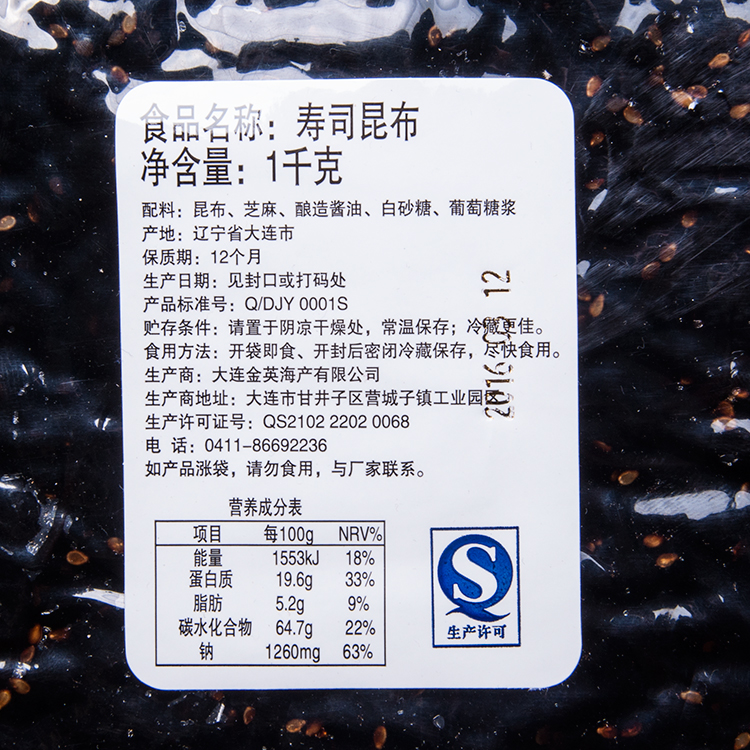 食品名称：寿司昆布
净含量：1千克
配料：昆布、芝麻、酿造酱油、白砂糖、葡萄糖浆
产地：辽宁省大连市
保质期：12个月
生产日期：见封口或打码处
产品标准号：Q/DJY 0001S
贮存条件：请置于阴凉干燥处，常温保存；冷藏更佳。
食用方法：开袋即食、开封后密闭冷藏保存，尽快食用。
生产商：大连金英海产有限公司
生产商地址：大连市甘井子区营城子镇工业园区
生产许可证号：QS2102 2202 0068
电 话：0411-86692236
如产品涨袋，请勿食用，与厂家联系。
营养成分表
项目 每100g NRV%
能量 1553kJ 18%
蛋白质 19.6g 33%
脂肪 5.2g 9%
碳水化合物 64.7g 22%
钠 1260mg 63%
生产许可